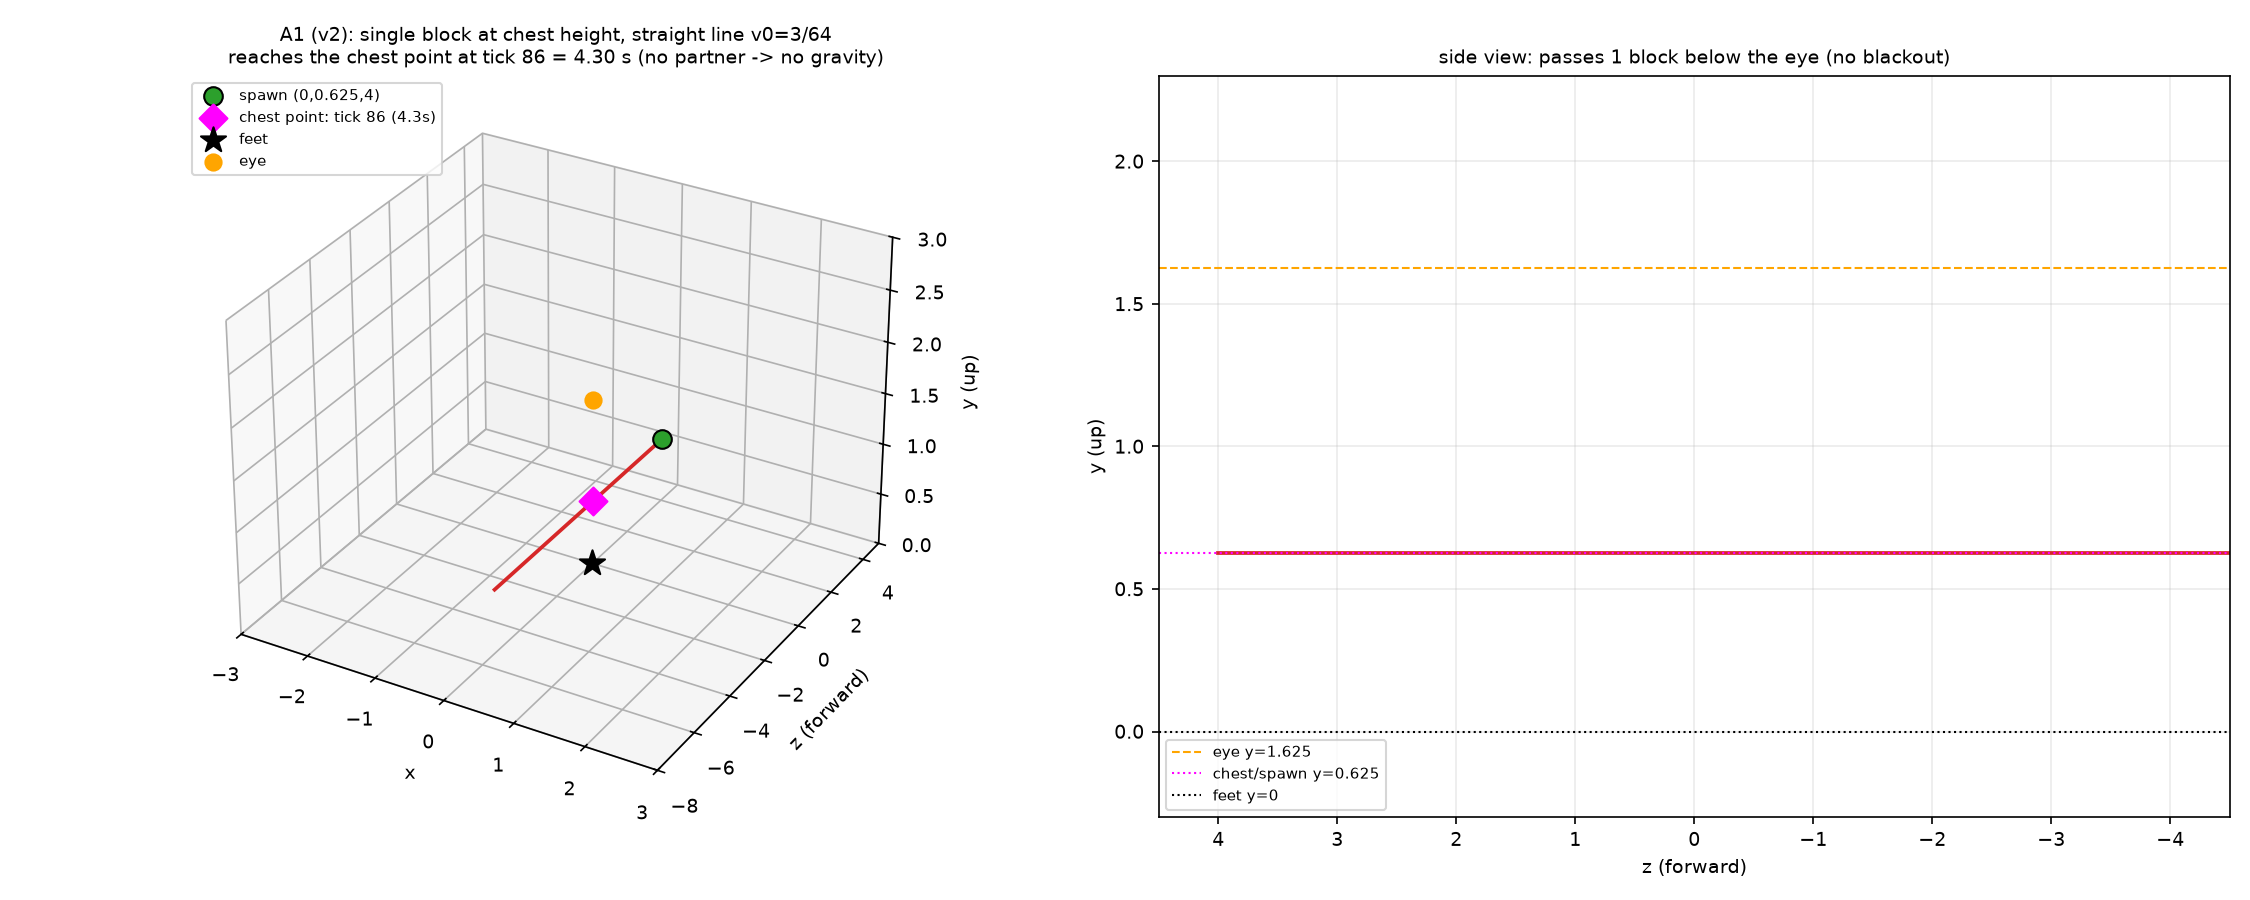 A1 (v2): single block at chest height, straight line v0=3/64
reaches the chest point at tick 86 = 4.30 s (no partner -> no gravity)
spawn (0,0.625,4)
chest point: tick 86 (4.3s)
feet
eye
3.0
2.5
2.0
1.5
1.0
0.5
0.0
y (up)
4
2
0
−2
−4
−6
−8
z (forward)
−3
−2
−1
0
1
2
3
x
side view: passes 1 block below the eye (no blackout)
2.0
1.5
1.0
0.5
0.0
y (up)
eye y=1.625
chest/spawn y=0.625
feet y=0
4
3
2
1
0
−1
−2
−3
−4
z (forward)